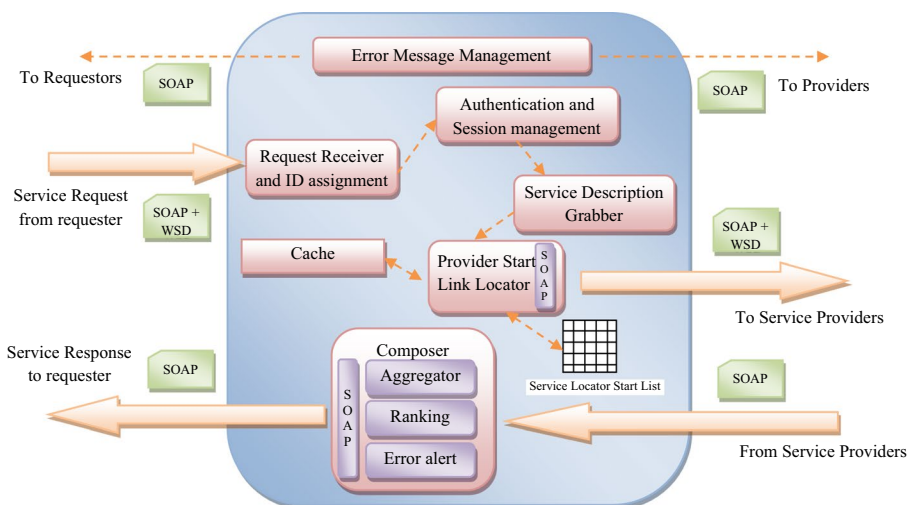 Error Message Management
To Requestors
SOAP
SOAP
To Providers
Authentication and
Session management
Request Receiver
and ID assignment
Service Request
from requester
SOAP +
WSD
Service Description
Grabber
SOAP +
WSD
Cache
Provider Start
Link Locator
SOAP
To Service Providers
Service Locator Start List
Service Response
to requester
SOAP
Composer
SOAP
Aggregator
Ranking
Error alert
SOAP
From Service Providers